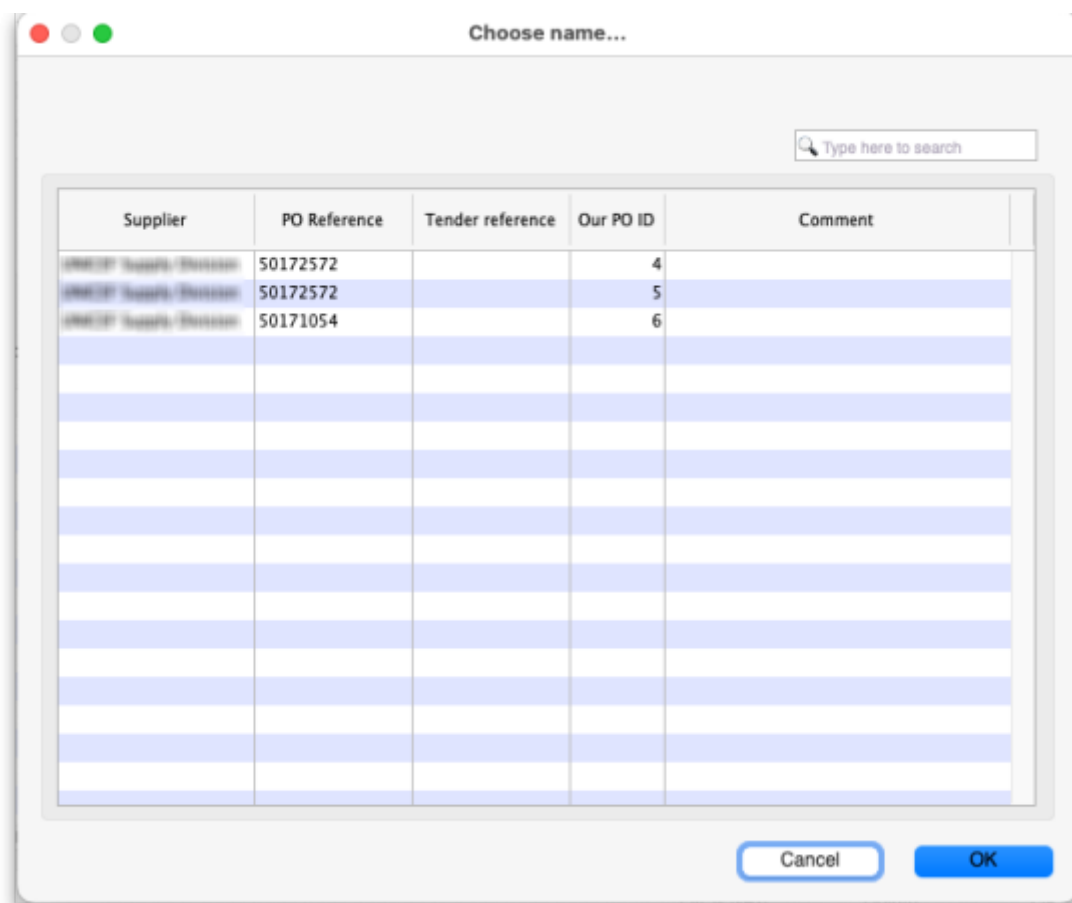 Choose name...
Type here to search
Supplier PO Reference Tender reference Our PO ID Comment
50172572 4
50172572 5
50171054 6
Cancel OK